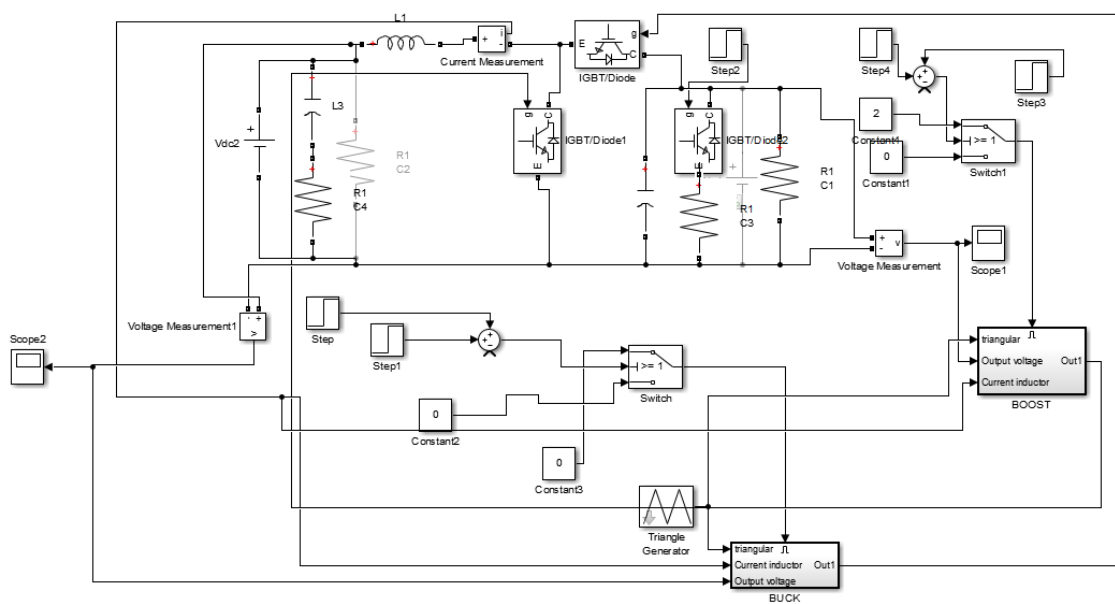 L1
i
+
-
Current Measurement
E
g
C
IGBT/Diode
Step2
Step4
Step3
+
Vdc2
L3
R1
C2
R1
C4
g
C
E
IGBT/Diode1
g
C
E
IGBT/Diode2
R1
C3
R1
C1
2
Constant4
0
Constant1
>= 1
Switch1
+
-
v
Voltage Measurement
Scope1
Voltage Measurement1
- +
v
Scope2
Step
Step1
>= 1
Switch
0
Constant2
0
Constant3
triangular
Output voltage
Current inductor
Out1
BOOST
Triangle
Generator
triangular
Current inductor
Output voltage
Out1
BUCK